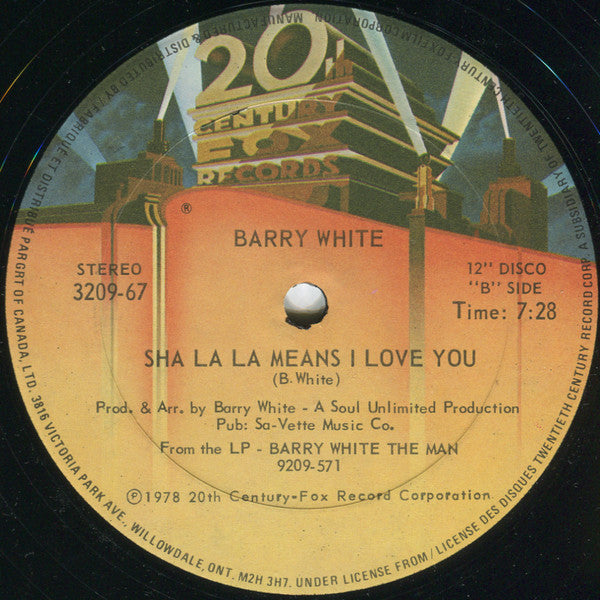 20th
CENTURY
FOX
RECORDS
®
BARRY WHITE
STEREO
3209-67
12" DISCO
"B" SIDE
Time: 7:28
SHA LA LA MEANS I LOVE YOU
(B. White)
Prod. & Arr. by Barry White - A Soul Unlimited Production
Pub: Sa-Vette Music Co.
From the LP - BARRY WHITE THE MAN
9209-571
℗ 1978 20th Century-Fox Record Corporation
MANUFACTURED & DISTRIBUTED BY / FABRIQUÉ ET DISTRIBUÉ PAR GRT OF CANADA, LTD. 3816 VICTORIA PARK AVE., WILLOWDALE, ONT. M2H 3H7. UNDER LICENSE FROM / LICENSE DES DISQUES TWENTIETH CENTURY RECORD CORP. A SUBSIDIARY OF TWENTIETH CENTURY-FOX FILM CORPORATION